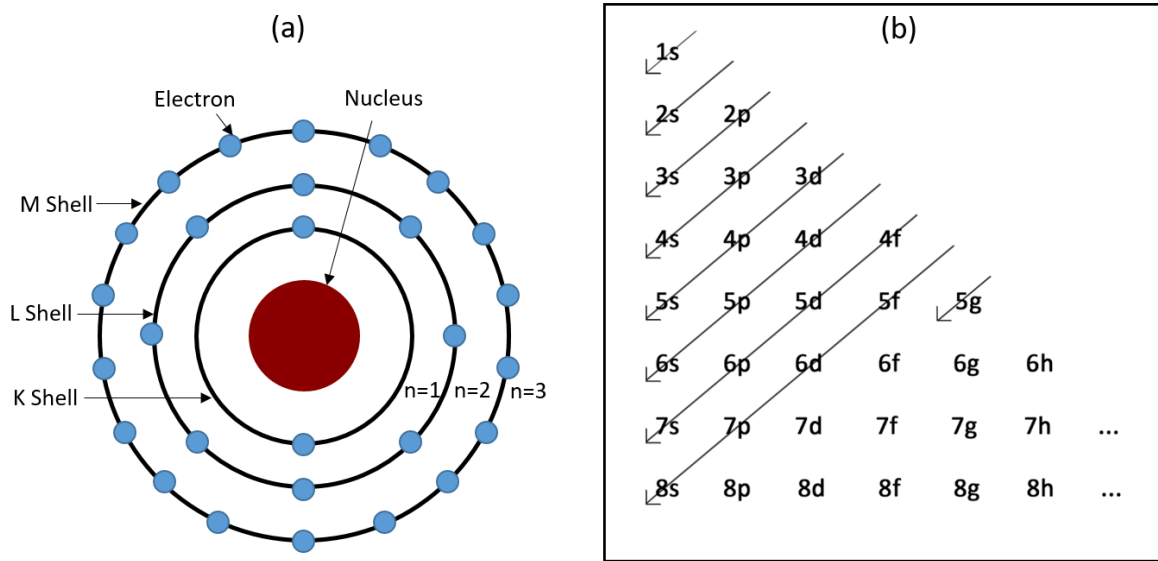 (a)
Electron
Nucleus
M Shell
L Shell
K Shell
n=1
n=2
n=3
(b)
1s
2s 2p
3s 3p 3d
4s 4p 4d 4f
5s 5p 5d 5f 5g
6s 6p 6d 6f 6g 6h
7s 7p 7d 7f 7g 7h ...
8s 8p 8d 8f 8g 8h ...